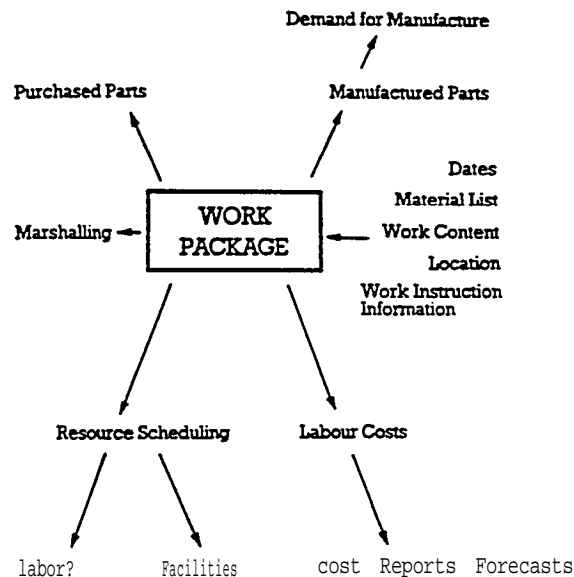 Demand for Manufacture
Purchased Parts
Manufactured Parts
Dates
Material List
WORK
PACKAGE
Marshalling
Work Content
Location
Work Instruction
Information
Resource Scheduling
Labour Costs
labor?
Facilities
cost Reports Forecasts